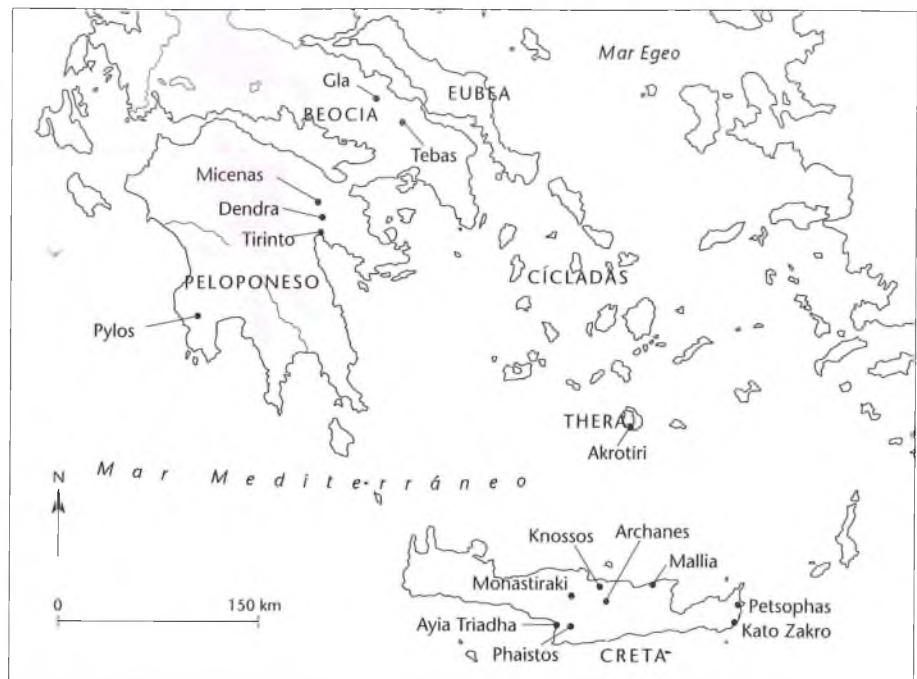 Mar Egeo
Gla
EUBEA
BEOCIA
Tebas
Micenas
Dendra
Tirinto
CÍCLADAS
PELOPONESO
Pylos
THERA
Akrotiri
Mar Mediterráneo
N
Knossos
Archanes
Mallia
Monastiraki
0 150 km
Petsophas
Ayia Triadha
Kato Zakro
Phaistos
CRETA